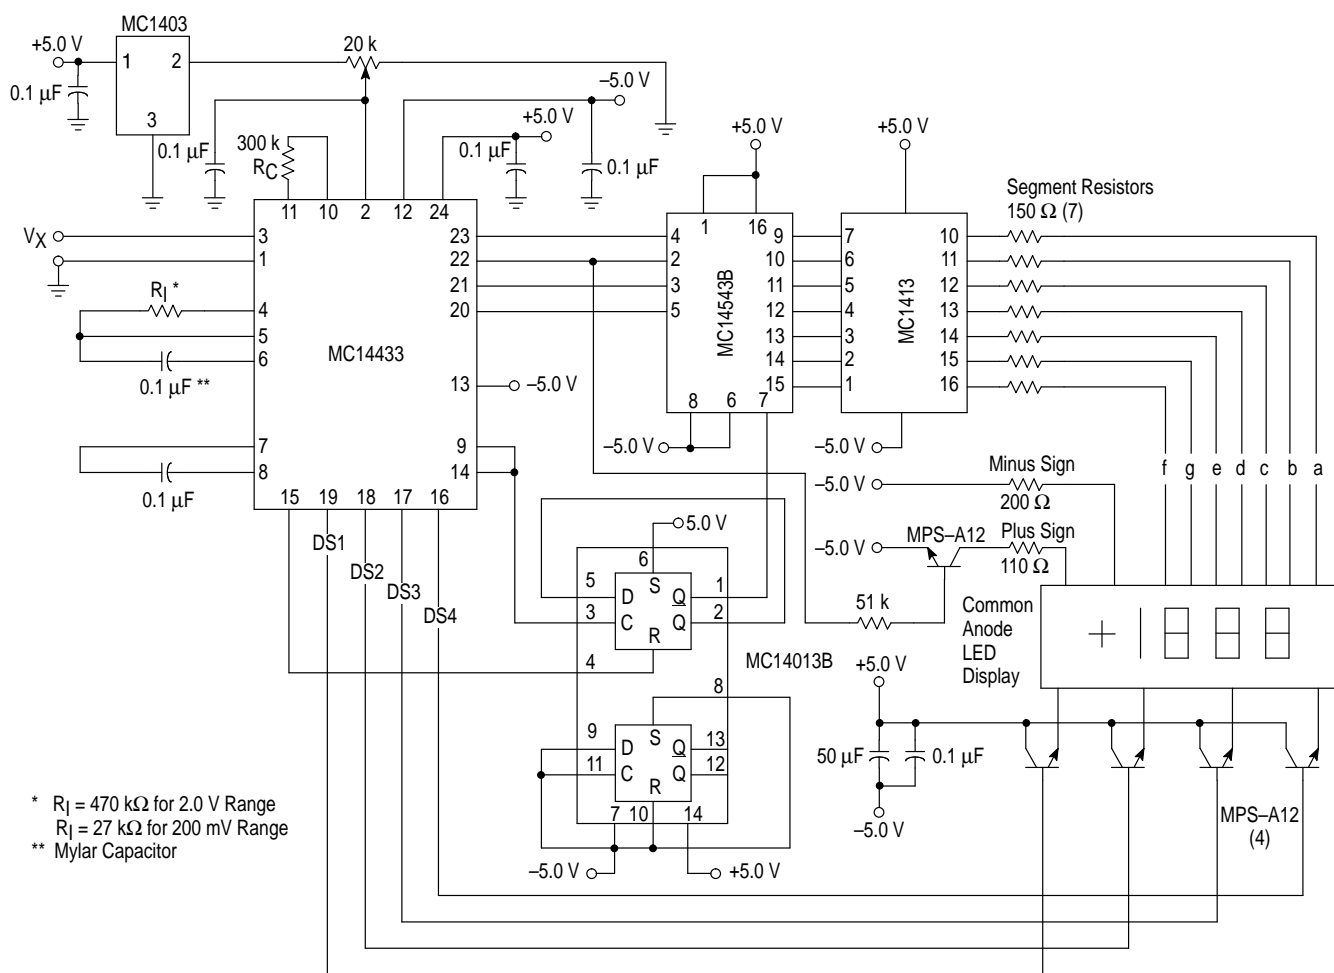 MC1403
+5.0 V
1 2
3
0.1 µF
20 k
–5.0 V
+5.0 V
0.1 µF
300 k
RC
0.1 µF
0.1 µF
11 10 2 12 24
VX
3
1
RI *
4
5
6
0.1 µF **
7
8
0.1 µF
MC14433
23
22
21
20
13
–5.0 V
9
14
15 19 18 17 16
DS1
DS2
DS3
DS4
+5.0 V
1 16
4
2
3
5
MC14543B
9
10
11
12
13
14
15
8 6 7
–5.0 V
+5.0 V
7
6
5
4
3
2
1
MC1413
10
11
12
13
14
15
16
–5.0 V
Segment Resistors
150 Ω (7)
f g e d c b a
Minus Sign
–5.0 V
200 Ω
MPS–A12
Plus Sign
–5.0 V
110 Ω
51 k
Common
Anode
LED
Display
5.0 V
6
5
D S Q
1
3
C R Q
2
4
MC14013B
8
9
D S Q
13
11
C R Q
12
7 10 14
–5.0 V
+5.0 V
+5.0 V
50 µF
0.1 µF
–5.0 V
MPS–A12
(4)
* RI = 470 kΩ for 2.0 V Range
RI = 27 kΩ for 200 mV Range
** Mylar Capacitor